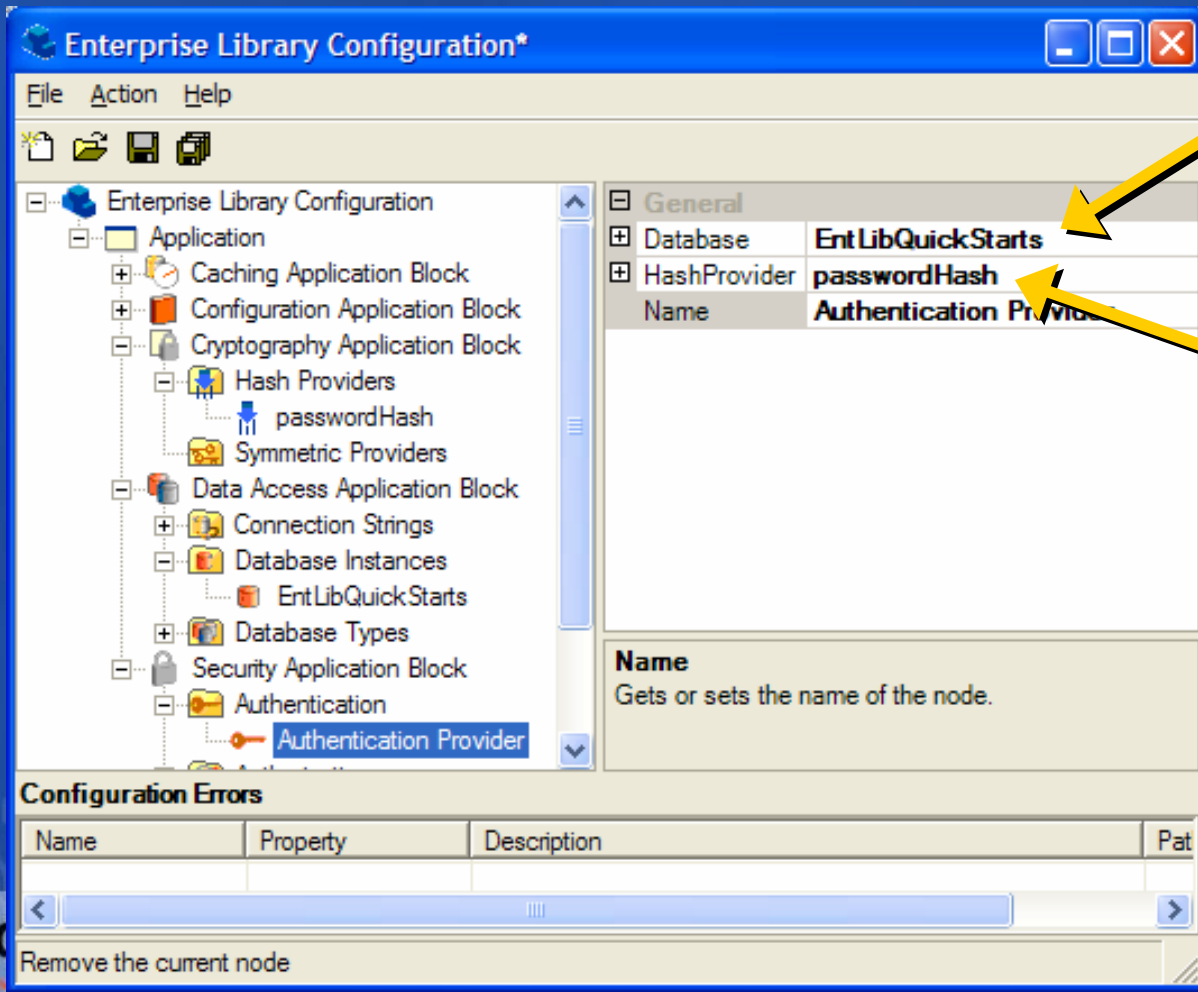 Enterprise Library Configuration*
File Action Help
Enterprise Library Configuration
Application
Caching Application Block
Configuration Application Block
Cryptography Application Block
Hash Providers
passwordHash
Symmetric Providers
Data Access Application Block
Connection Strings
Database Instances
EntLibQuickStarts
Database Types
Security Application Block
Authentication
Authentication Provider
General
Database EntLibQuickStarts
HashProvider passwordHash
Name Authentication Provider
Name
Gets or sets the name of the node.
Configuration Errors
Name Property Description Pat
Remove the current node